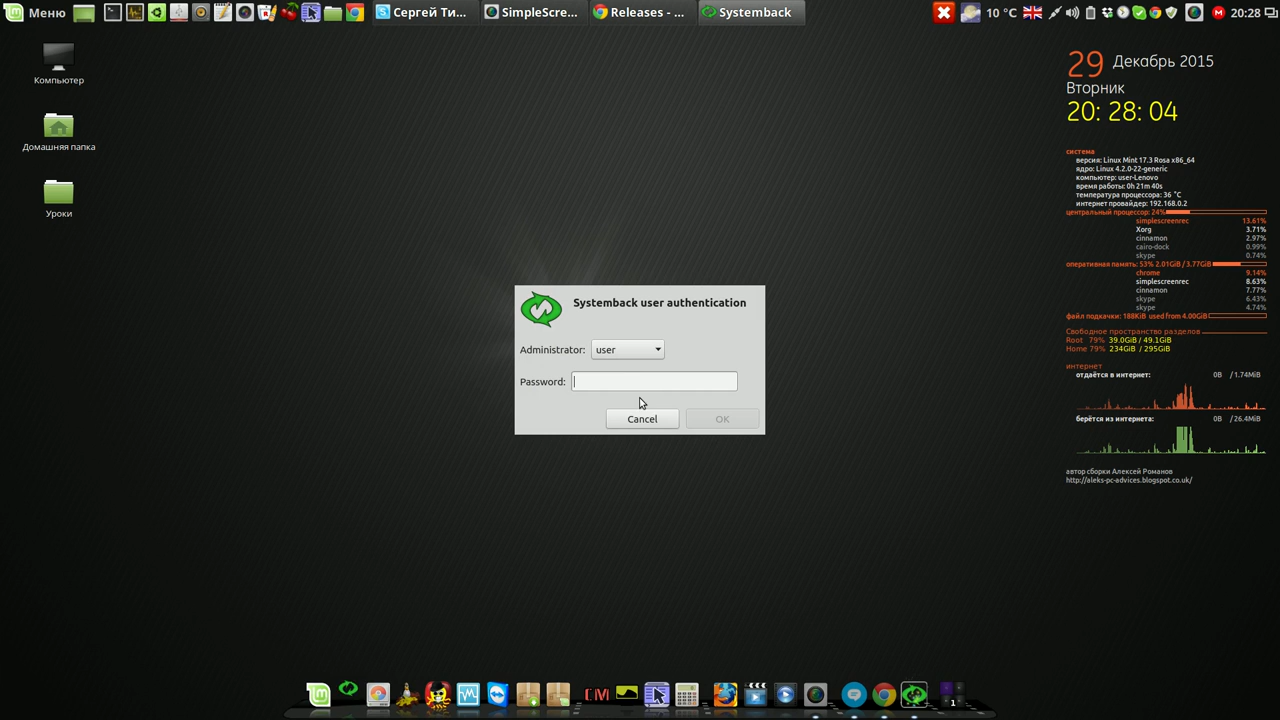 Меню
Сергей Ти...
SimpleScre...
Releases - ...
Systemback
10 °C
20:28
Компьютер
Домашняя папка
Уроки
29 Декабрь 2015
Вторник
20: 28: 04
система
версия: Linux Mint 17.3 Rosa x86_64
ядро: Linux 4.2.0-22-generic
компьютер: user-Lenovo
время работы: 0h 21m 40s
температура процессора: 36 °C
интернет провайдер: 192.168.0.2
центральный процессор: 24%
simplescreenrec 13.61%
Xorg 3.71%
cinnamon 2.97%
cairo-dock 0.99%
skype 0.74%
оперативная память: 53% 2.01GiB / 3.77GiB
chrome 9.14%
simplescreenrec 8.63%
cinnamon 7.77%
skype 6.43%
skype 4.74%
файл подкачки: 188KiB used from 4.00GiB
Свободное пространство разделов
Root 79% 39.0GiB / 49.1GiB
Home 79% 234GiB / 295GiB
интернет
отдаётся в интернет: 0B / 1.74MiB
берётся из интернета: 0B / 26.4MiB
автор сборки Алексей Романов
http://aleks-pc-advices.blogspot.co.uk/
Systemback user authentication
Administrator: user
Password:
Cancel OK
CM
1